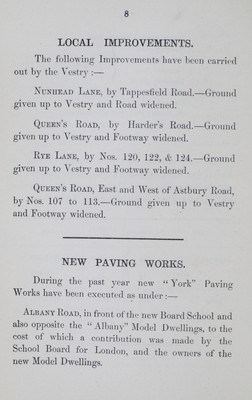 8
LOCAL IMPROVEMENTS.
The following Improvements have been carried
out by the Vestry :—
Nunhead Lane, by Tappesfield Road.—Ground
given up to Vestry and Road widened.
Queen's Road, by Harder's Road.—Ground
given up to Vestry and Footway widened.
Rye Lane, by Nos. 120, 122, & 124.—Ground
given up to Vestry and Footway widened.
Queen's Road, East and West of Astbury Road,
by Nos. 107 to 113.—Ground given up to Vestry
and Footway widened.
NEW PAVING WORKS.
During the past year new "York" Paving
Works have been executed as under :—
Albany Road, in front of the new Board School and
also opposite the "Albany" Model Dwellings, to the
cost of which a contribution was made by the
School Board for London, and the owners of the
new Model Dwellings.